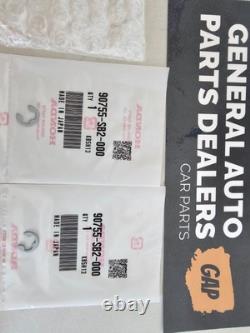 90755-SB2-000
QTY
1
MADE IN JAPAN
HONDA
90755-SB2-000
QTY
1
MADE IN JAPAN
HONDA
GENERAL AUTO
PARTS DEALERS
CAR PARTS
GAP